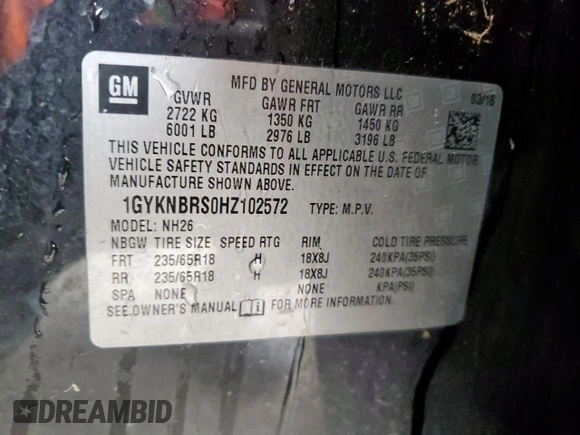 GM
MFD BY GENERAL MOTORS LLC
03/16
GVWR GAWR FRT GAWR RR
2722 KG 1350 KG 1450 KG
6001 LB 2976 LB 3196 LB
THIS VEHICLE CONFORMS TO ALL APPLICABLE U.S. FEDERAL MOTOR
VEHICLE SAFETY STANDARDS IN EFFECT ON THE DATE OF
MANUFACTURE SHOWN ABOVE.
1GYKNBRS0HZ102572 TYPE: M.P.V.
MODEL: NH26
NBGW TIRE SIZE SPEED RTG RIM COLD TIRE PRESSURE
FRT 235/65R18 H 18X8J 240KPA(35PSI)
RR 235/65R18 H 18X8J 240KPA(35PSI)
SPA NONE NONE KPA(PSI)
SEE OWNER'S MANUAL FOR MORE INFORMATION.
DREAMBID